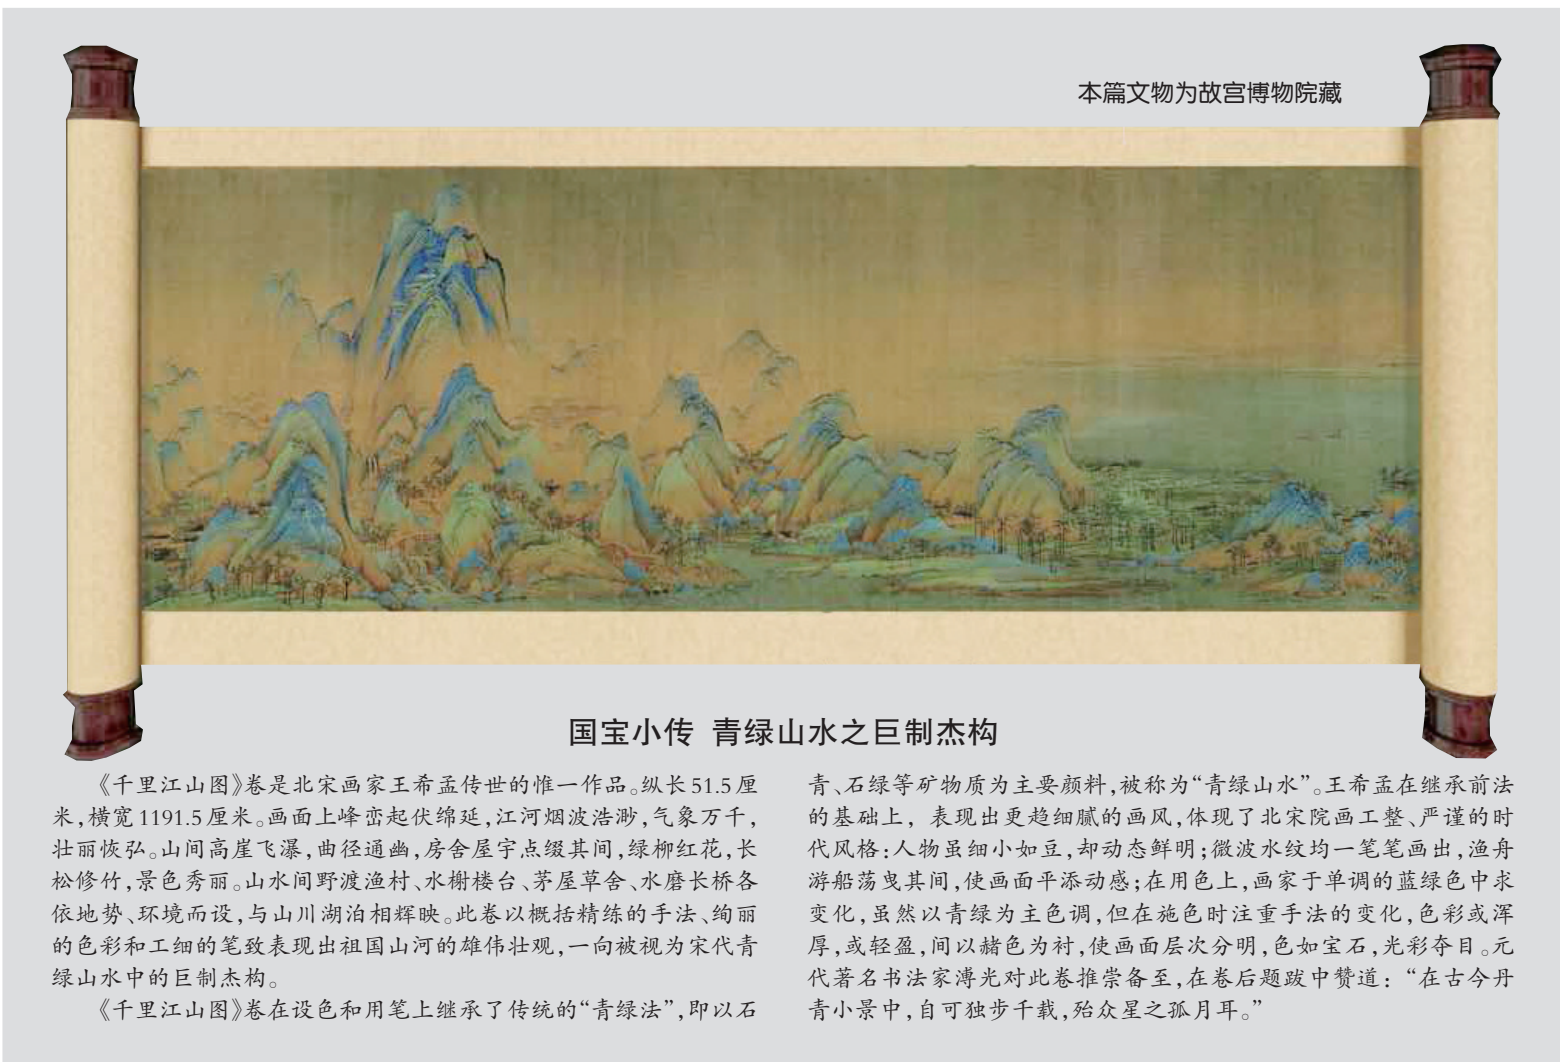 本篇文物为故宫博物院藏
国宝小传 青绿山水之巨制杰构
《千里江山图》卷是北宋画家王希孟传世的惟一作品。纵长51.5厘
米,横宽1191.5厘米。画面上峰峦起伏绵延,江河烟波浩渺,气象万千,
壮丽恢弘。山间高崖飞瀑,曲径通幽,房舍屋宇点缀其间,绿柳红花,长
松修竹,景色秀丽。山水间野渡渔村、水榭楼台、茅屋草舍、水磨长桥各
依地势、环境而设,与山川湖泊相辉映。此卷以概括精练的手法、绚丽
的色彩和工细的笔致表现出祖国山河的雄伟壮观,一向被视为宋代青
绿山水中的巨制杰构。
《千里江山图》卷在设色和用笔上继承了传统的“青绿法”,即以石
青、石绿等矿物质为主要颜料,被称为“青绿山水”。王希孟在继承前法
的基础上, 表现出更趋细腻的画风,体现了北宋院画工整、严谨的时
代风格:人物虽细小如豆,却动态鲜明;微波水纹均一笔笔画出,渔舟
游船荡曳其间,使画面平添动感;在用色上,画家于单调的蓝绿色中求
变化,虽然以青绿为主色调,但在施色时注重手法的变化,色彩或浑
厚,或轻盈,间以赭色为衬,使画面层次分明,色如宝石,光彩夺目。元
代著名书法家溥光对此卷推崇备至,在卷后题跋中赞道: “在古今丹
青小景中,自可独步千载,殆众星之孤月耳。”